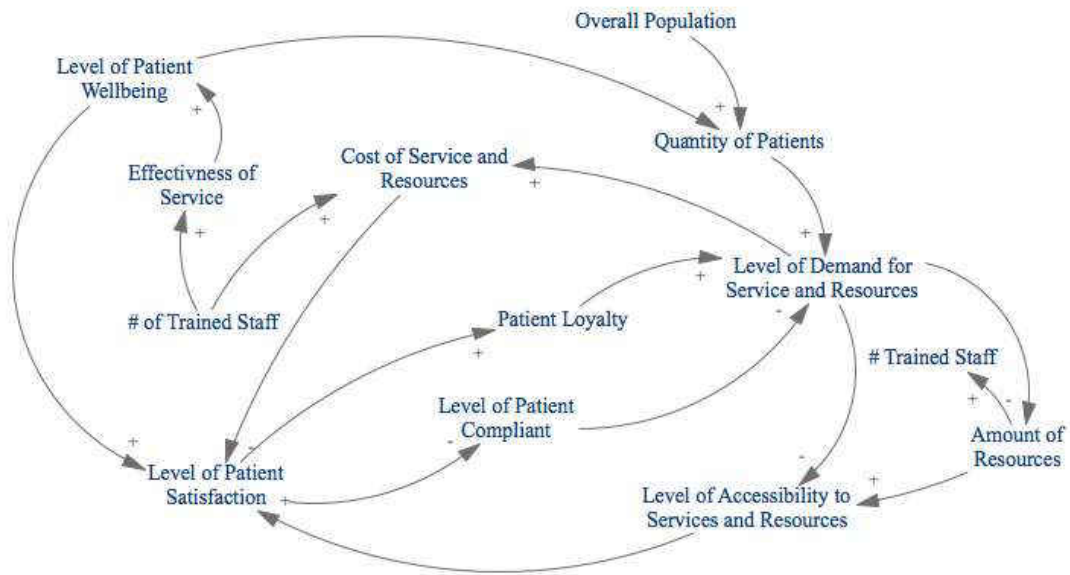 Overall Population
Level of Patient
Wellbeing
+
+
Quantity of Patients
Cost of Service and
Resources
+
Effectivness of
Service
+
+
+
Level of Demand for
Service and Resources
+
# of Trained Staff
Patient Loyalty
-
+
# Trained Staff
+
-
Level of Patient
Compliant
-
+
-
Amount of
Resources
Level of Patient
Satisfaction
+
-
+
Level of Accessibility to
Services and Resources